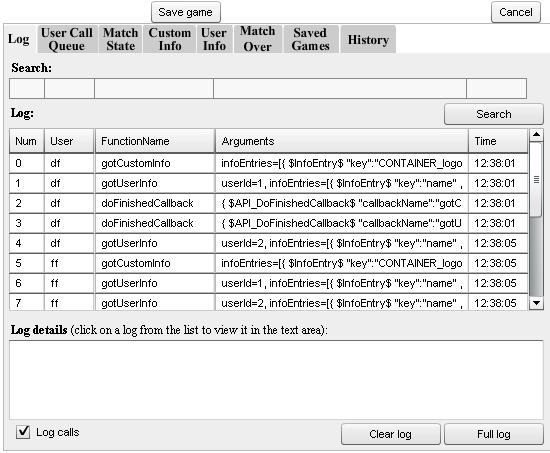 Save game Cancel
Log User Call Queue Match State Custom Info User Info Match Over Saved Games History
Search:
Log: Search
Num User FunctionName Arguments Time
0 df gotCustomInfo infoEntries=[{ $InfoEntry$ "key":"CONTAINER_logo 12:38:01
1 df gotUserInfo userId=1, infoEntries=[{ $InfoEntry$ "key":"name" , 12:38:01
2 df doFinishedCallback { $API_DoFinishedCallback$ "callbackName":"gotC 12:38:01
3 df doFinishedCallback { $API_DoFinishedCallback$ "callbackName":"gotU 12:38:01
4 df gotUserInfo userId=2, infoEntries=[{ $InfoEntry$ "key":"name" , 12:38:05
5 ff gotCustomInfo infoEntries=[{ $InfoEntry$ "key":"CONTAINER_logo 12:38:05
6 ff gotUserInfo userId=1, infoEntries=[{ $InfoEntry$ "key":"name" , 12:38:05
7 ff gotUserInfo userId=2, infoEntries=[{ $InfoEntry$ "key":"name" , 12:38:05
Log details (click on a log from the list to view it in the text area):
Log calls Clear log Full log